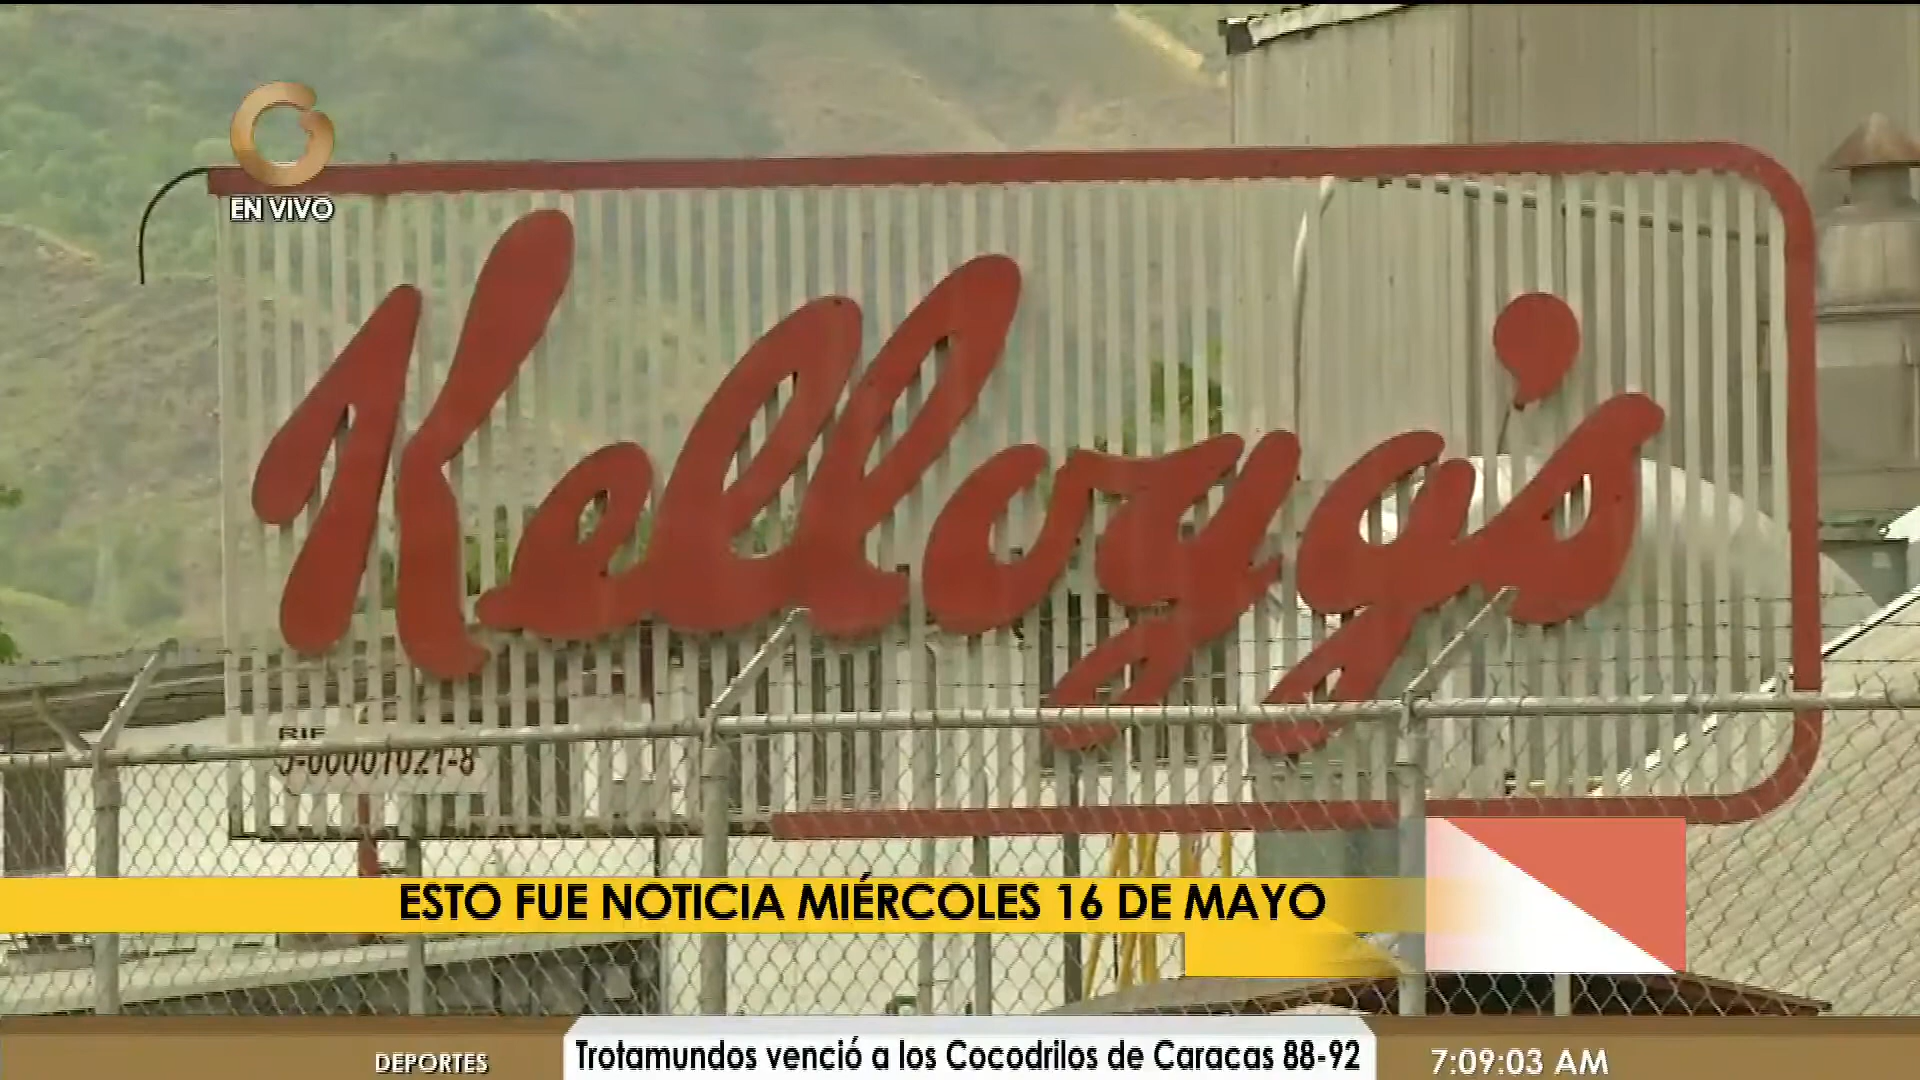 EN VIVO
Kellogg's
RIF
J-00001021-8
ESTO FUE NOTICIA MIÉRCOLES 16 DE MAYO
DEPORTES
Trotamundos venció a los Cocodrilos de Caracas 88-92
7:09:03 AM